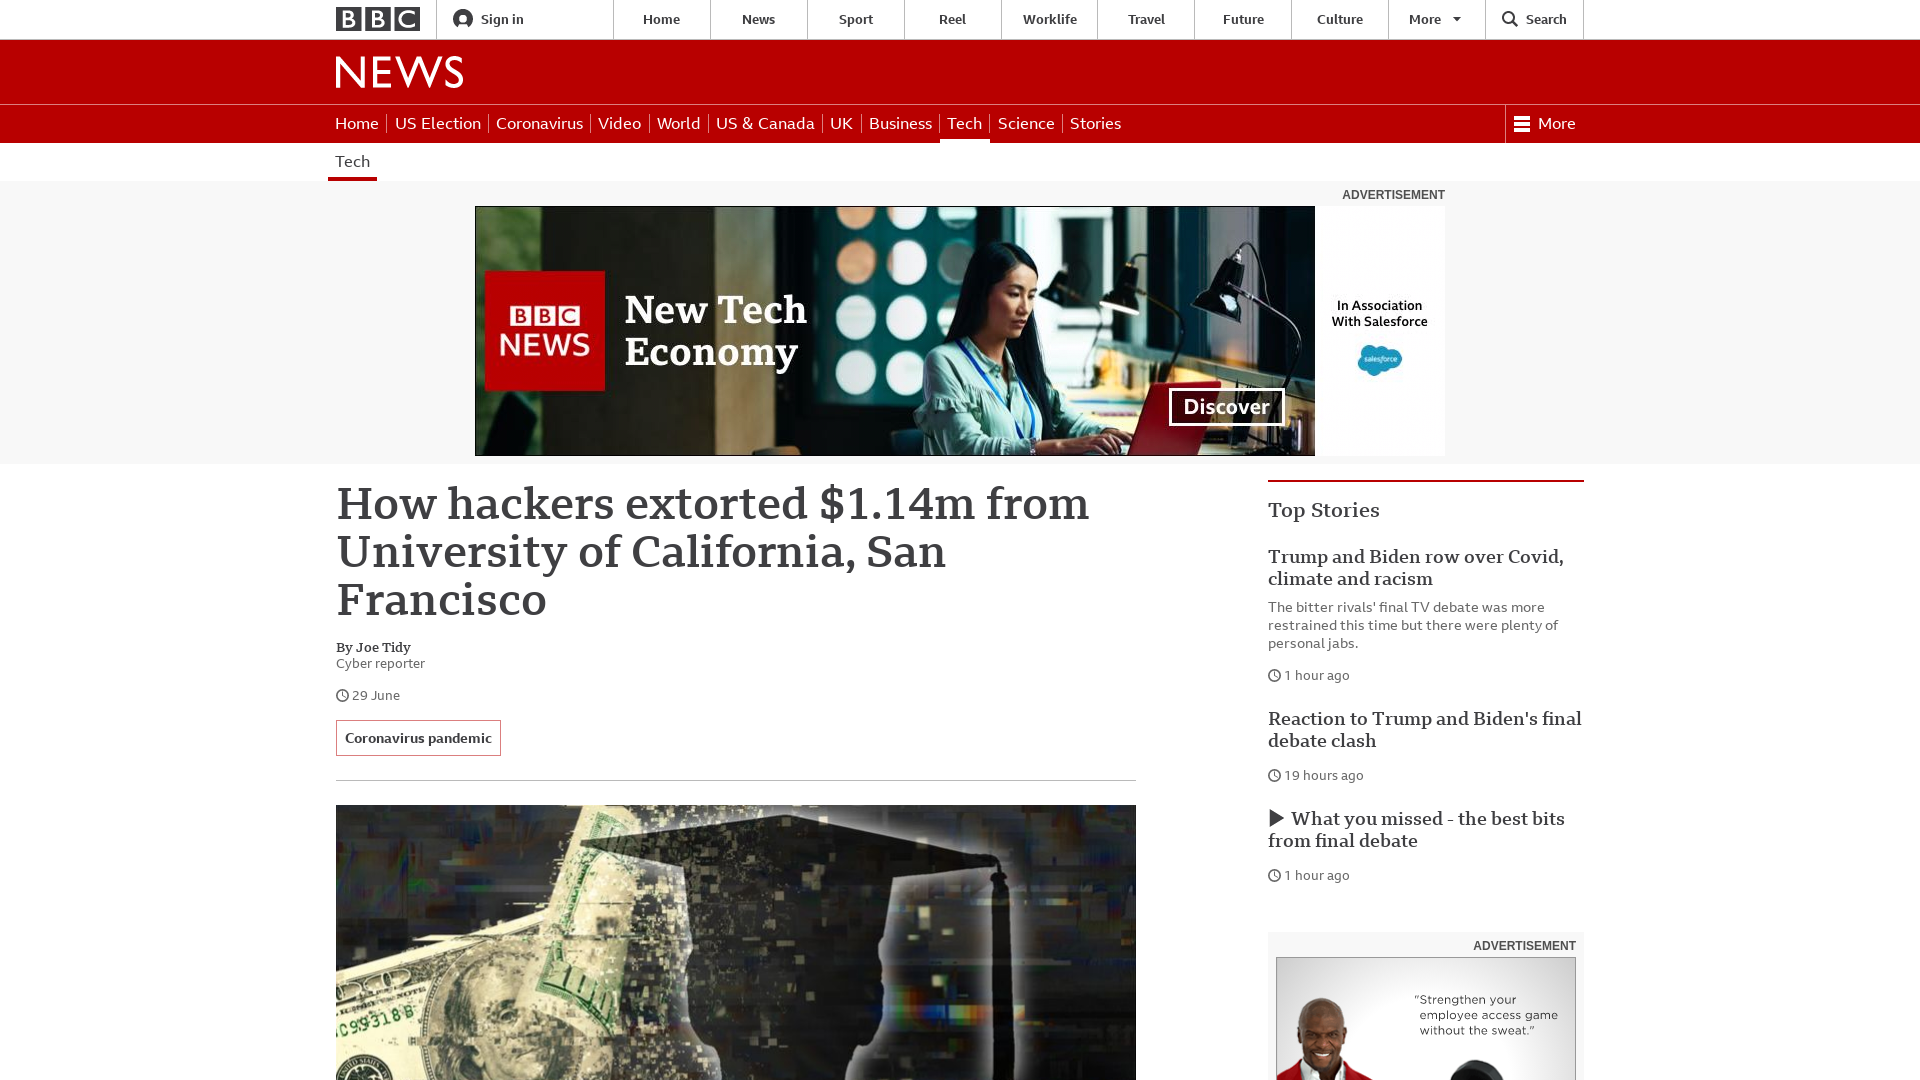 BBC
Sign in
Home
News
Sport
Reel
Worklife
Travel
Future
Culture
More
Search
NEWS
Home
US Election
Coronavirus
Video
World
US & Canada
UK
Business
Tech
Science
Stories
More
Tech
ADVERTISEMENT
BBC
NEWS
New Tech
Economy
Discover
In Association
With Salesforce
salesforce
How hackers extorted $1.14m from
University of California, San
Francisco
By Joe Tidy
Cyber reporter
29 June
Coronavirus pandemic
Top Stories
Trump and Biden row over Covid,
climate and racism
The bitter rivals' final TV debate was more
restrained this time but there were plenty of
personal jabs.
1 hour ago
Reaction to Trump and Biden's final
debate clash
19 hours ago
What you missed - the best bits
from final debate
1 hour ago
ADVERTISEMENT
"Strengthen your
employee access game
without the sweat."